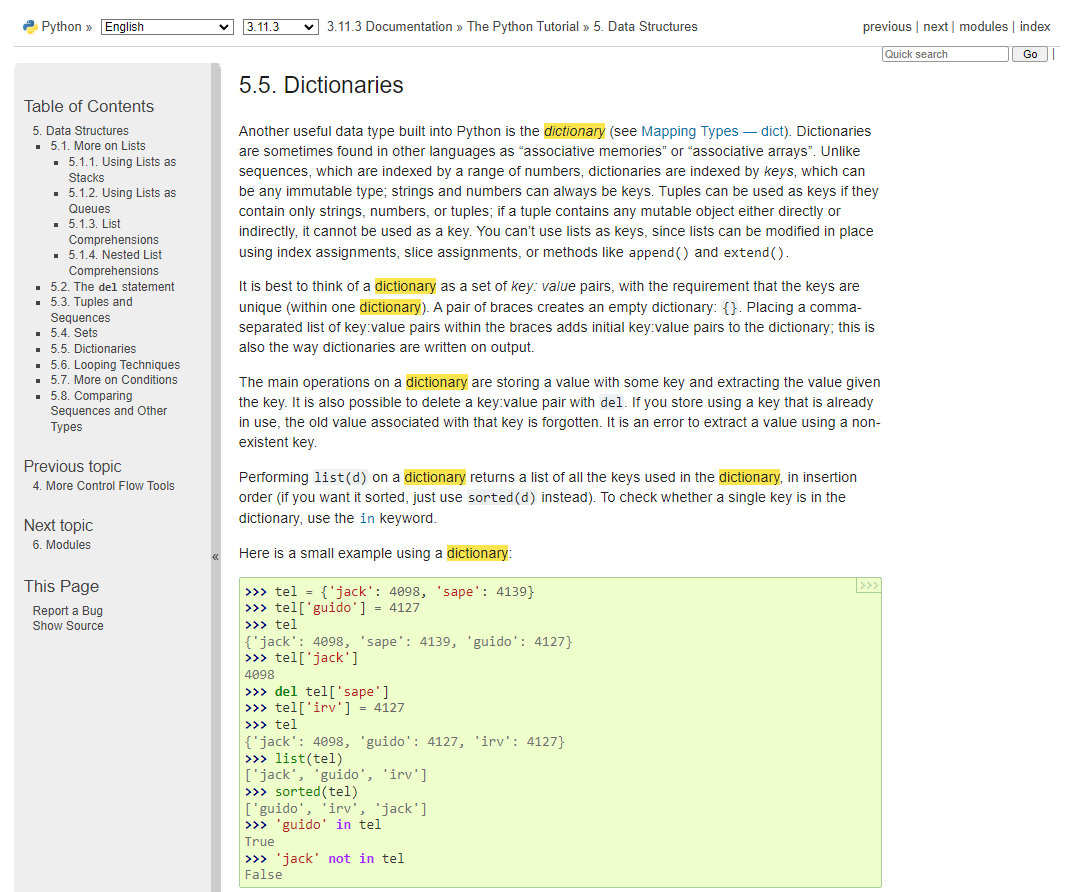 Python » English 3.11.3 3.11.3 Documentation » The Python Tutorial » 5. Data Structures
previous | next | modules | index
Quick search Go |
Table of Contents
5. Data Structures
5.1. More on Lists
5.1.1. Using Lists as
Stacks
5.1.2. Using Lists as
Queues
5.1.3. List
Comprehensions
5.1.4. Nested List
Comprehensions
5.2. The del statement
5.3. Tuples and
Sequences
5.4. Sets
5.5. Dictionaries
5.6. Looping Techniques
5.7. More on Conditions
5.8. Comparing
Sequences and Other
Types
Previous topic
4. More Control Flow Tools
Next topic
6. Modules
This Page
Report a Bug
Show Source
«
5.5. Dictionaries
Another useful data type built into Python is the dictionary (see Mapping Types — dict). Dictionaries
are sometimes found in other languages as “associative memories” or “associative arrays”. Unlike
sequences, which are indexed by a range of numbers, dictionaries are indexed by keys, which can
be any immutable type; strings and numbers can always be keys. Tuples can be used as keys if they
contain only strings, numbers, or tuples; if a tuple contains any mutable object either directly or
indirectly, it cannot be used as a key. You can’t use lists as keys, since lists can be modified in place
using index assignments, slice assignments, or methods like append() and extend().
It is best to think of a dictionary as a set of key: value pairs, with the requirement that the keys are
unique (within one dictionary). A pair of braces creates an empty dictionary: {}. Placing a comma-
separated list of key:value pairs within the braces adds initial key:value pairs to the dictionary; this is
also the way dictionaries are written on output.
The main operations on a dictionary are storing a value with some key and extracting the value given
the key. It is also possible to delete a key:value pair with del. If you store using a key that is already
in use, the old value associated with that key is forgotten. It is an error to extract a value using a non-
existent key.
Performing list(d) on a dictionary returns a list of all the keys used in the dictionary, in insertion
order (if you want it sorted, just use sorted(d) instead). To check whether a single key is in the
dictionary, use the in keyword.
Here is a small example using a dictionary:
>>>
>>> tel = {'jack': 4098, 'sape': 4139}
>>> tel['guido'] = 4127
>>> tel
{'jack': 4098, 'sape': 4139, 'guido': 4127}
>>> tel['jack']
4098
>>> del tel['sape']
>>> tel['irv'] = 4127
>>> tel
{'jack': 4098, 'guido': 4127, 'irv': 4127}
>>> list(tel)
['jack', 'guido', 'irv']
>>> sorted(tel)
['guido', 'irv', 'jack']
>>> 'guido' in tel
True
>>> 'jack' not in tel
False